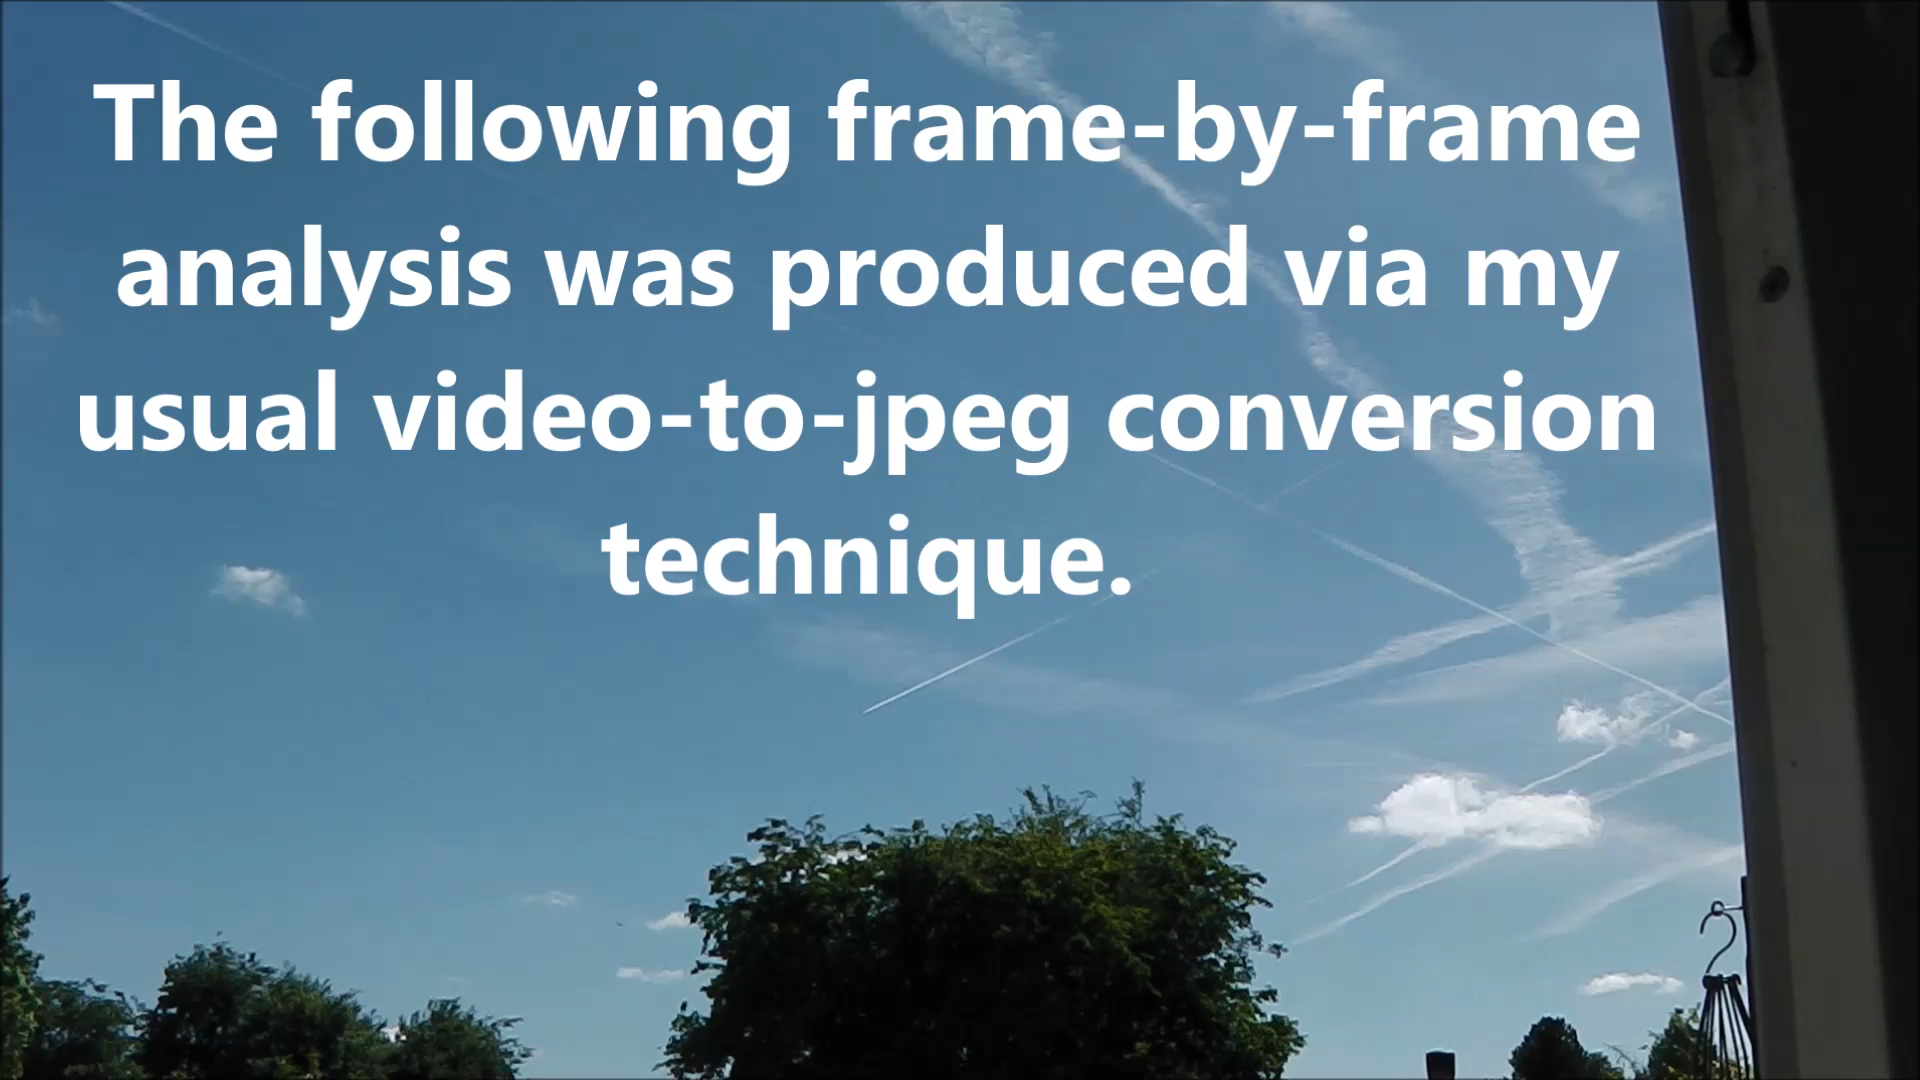 The following frame-by-frame
analysis was produced via my
usual video-to-jpeg conversion
technique.